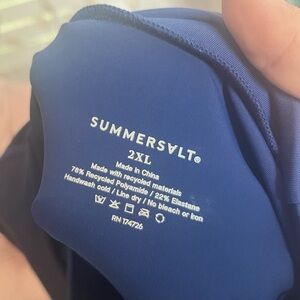 SUMMERSALT®
2XL
Made in China
Made with recycled materials
78% Recycled Polyamide / 22% Elastane
Handwash cold / Line dry / No bleach or Iron
RN 174726